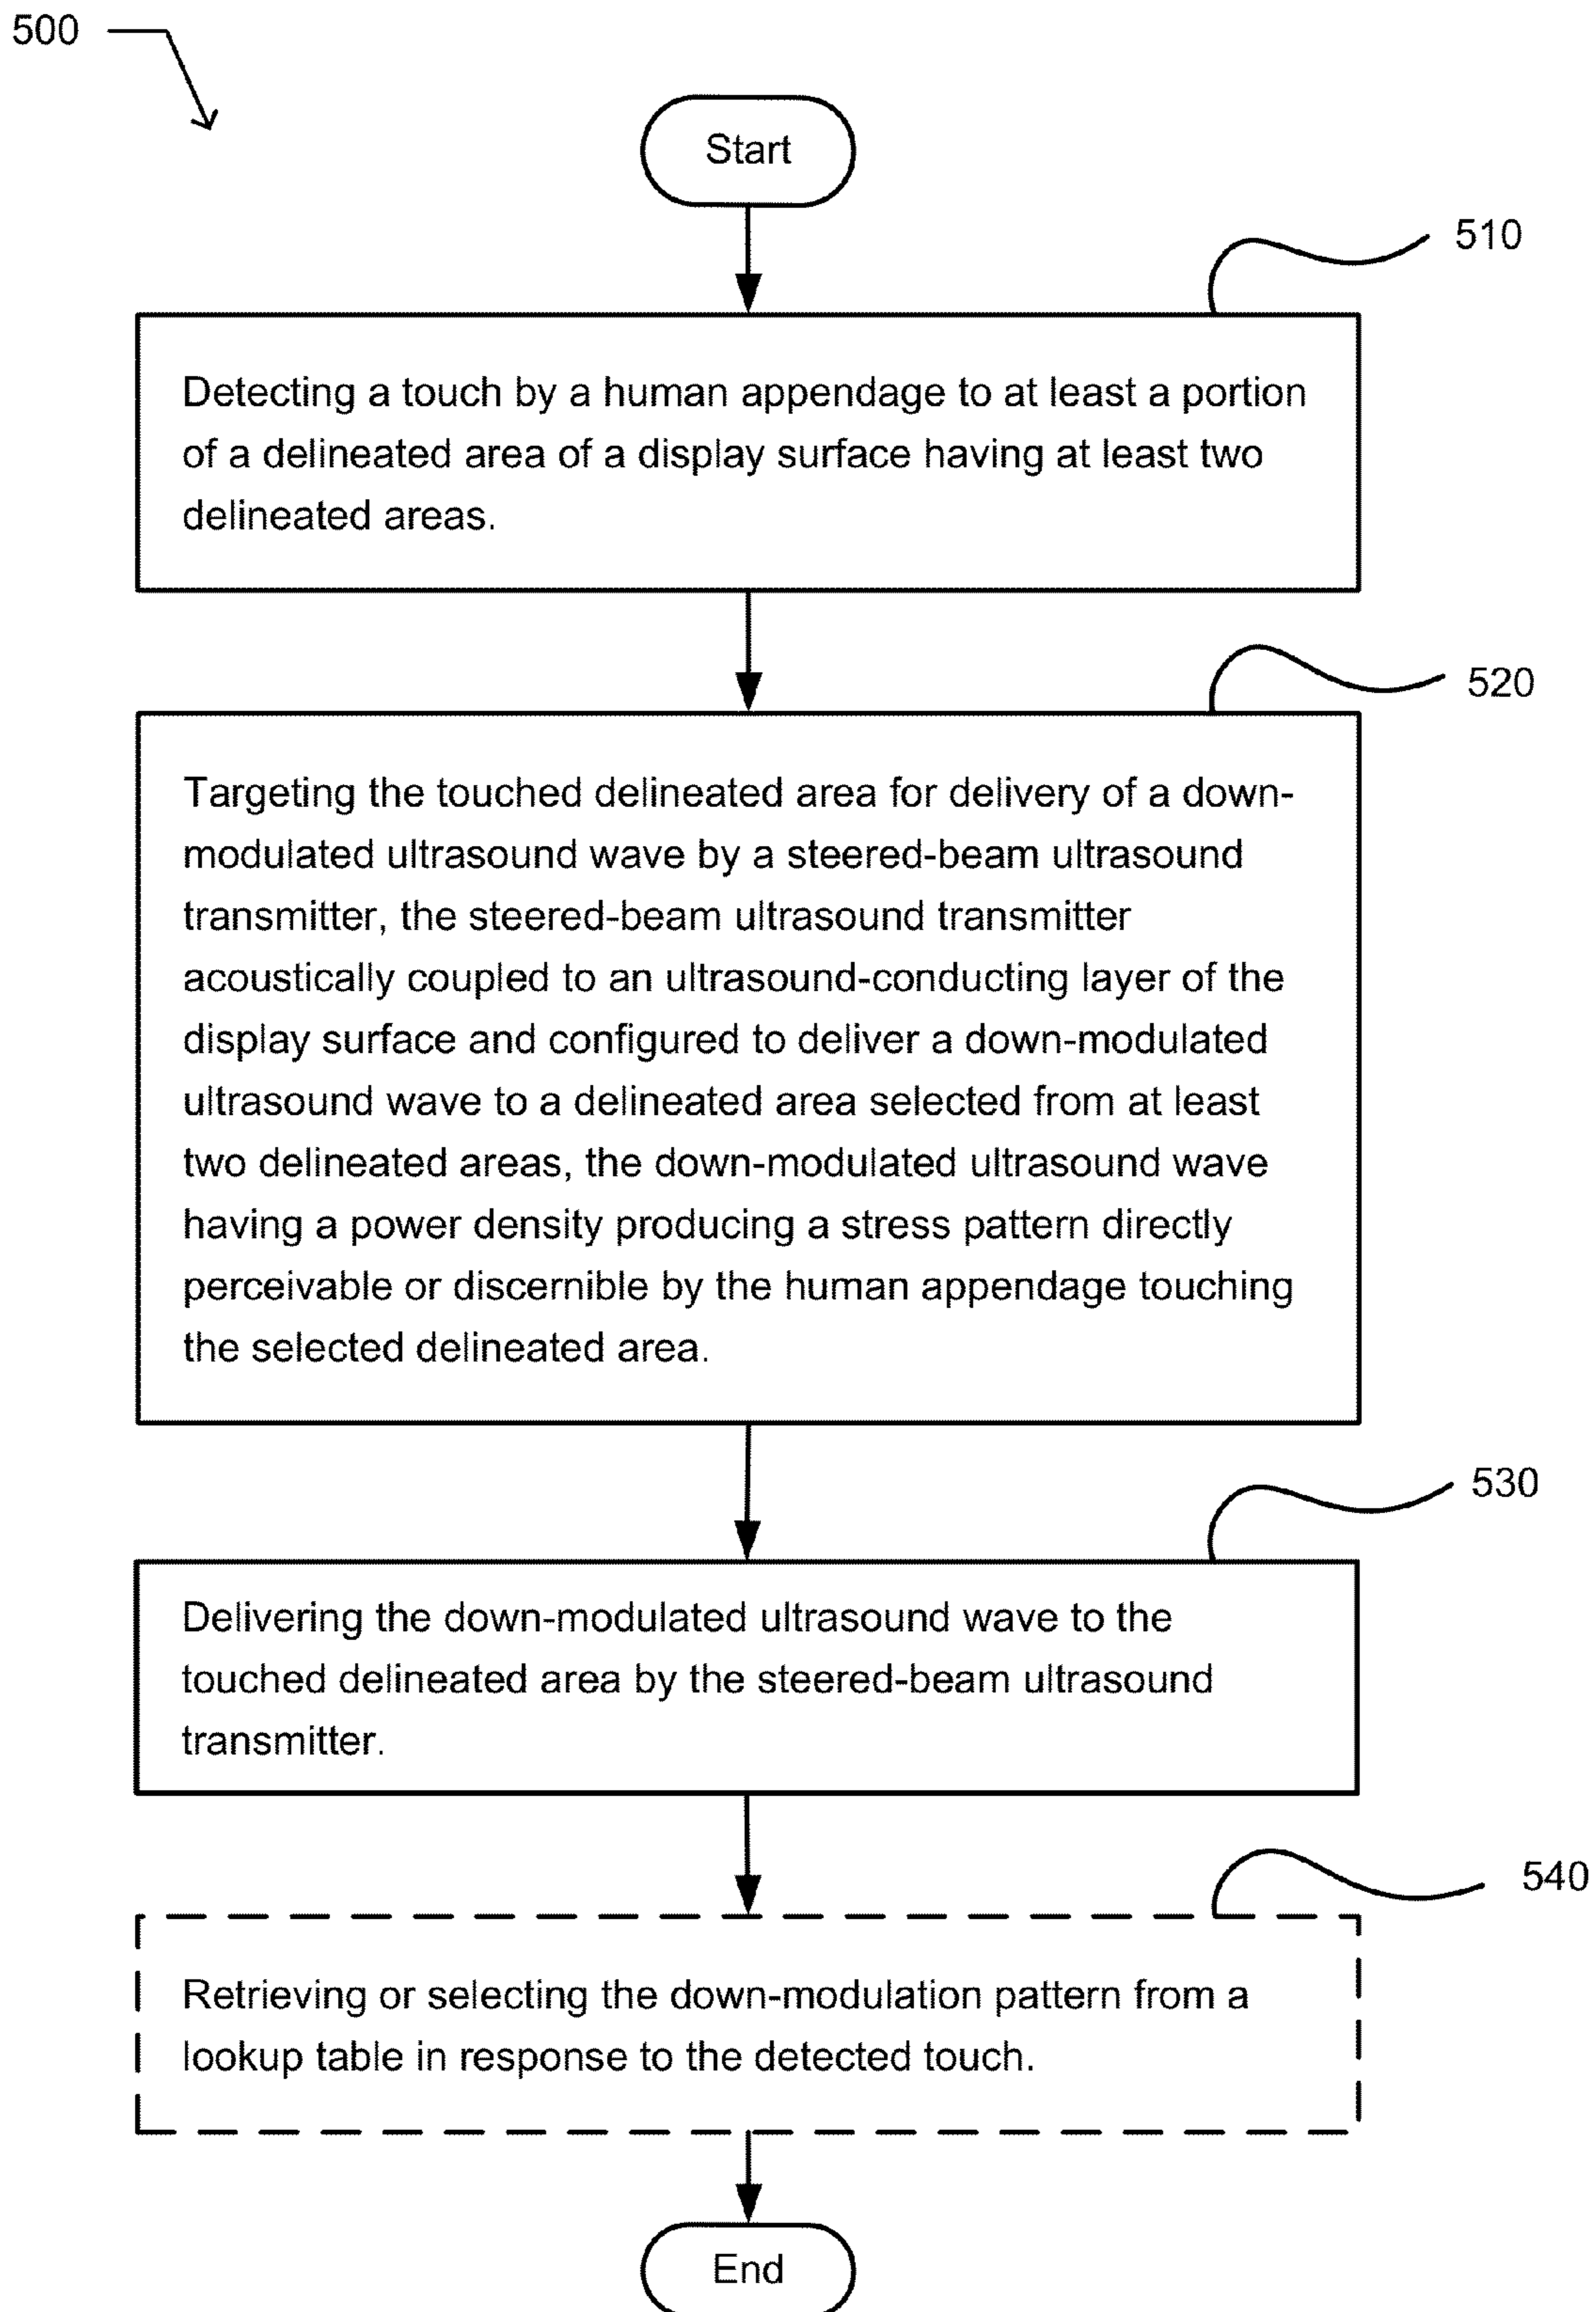 500
Start
510
Detecting a touch by a human appendage to at least a portion
of a delineated area of a display surface having at least two
delineated areas.
520
Targeting the touched delineated area for delivery of a down-
modulated ultrasound wave by a steered-beam ultrasound
transmitter, the steered-beam ultrasound transmitter
acoustically coupled to an ultrasound-conducting layer of the
display surface and configured to deliver a down-modulated
ultrasound wave to a delineated area selected from at least
two delineated areas, the down-modulated ultrasound wave
having a power density producing a stress pattern directly
perceivable or discernible by the human appendage touching
the selected delineated area.
530
Delivering the down-modulated ultrasound wave to the
touched delineated area by the steered-beam ultrasound
transmitter.
540
Retrieving or selecting the down-modulation pattern from a
lookup table in response to the detected touch.
End